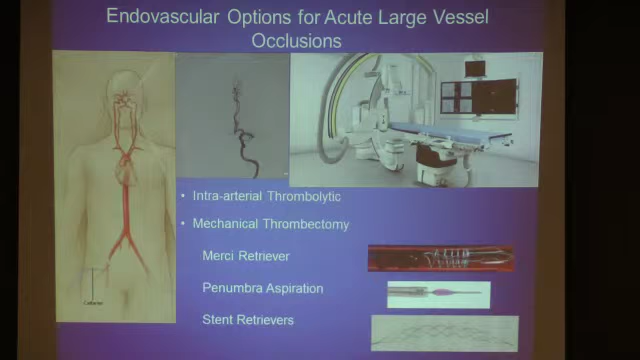 Endovascular Options for Acute Large Vessel
Occlusions
• Intra-arterial Thrombolytic
• Mechanical Thrombectomy
Merci Retriever
Penumbra Aspiration
Stent Retrievers
Catheter